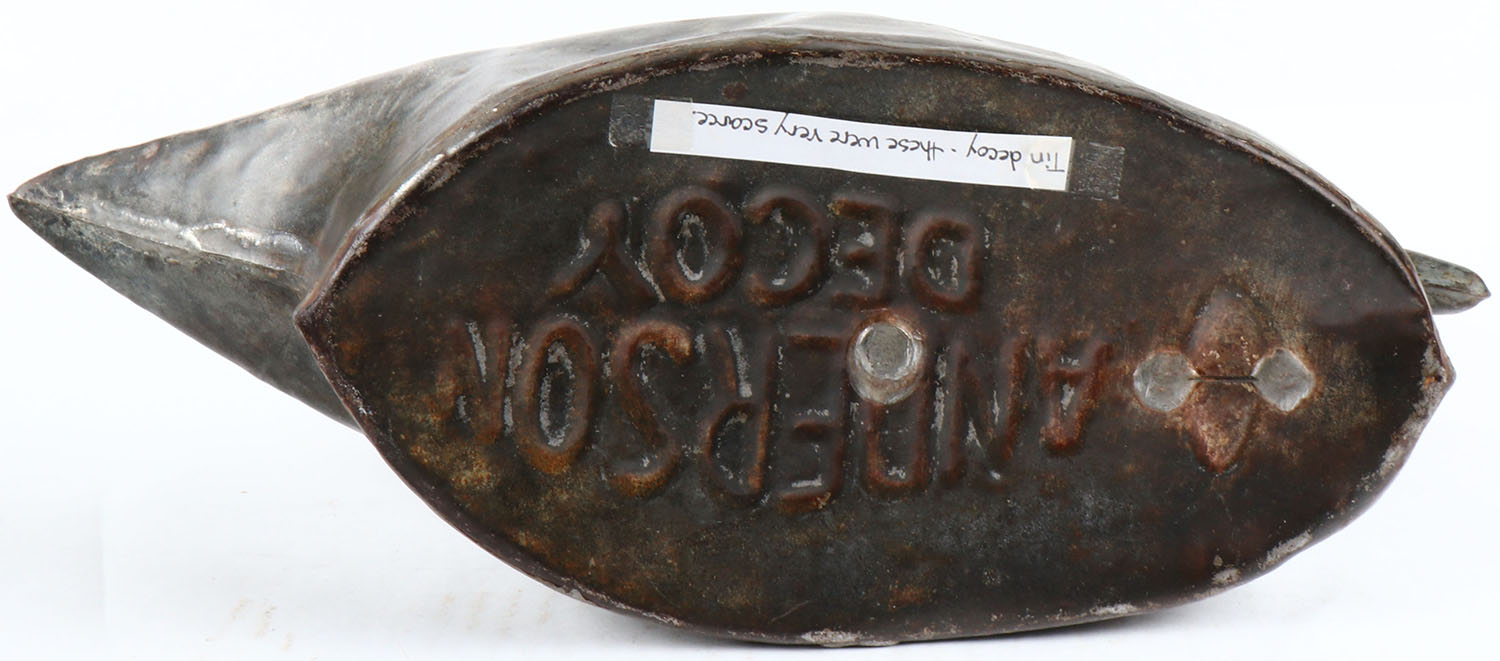 ANDERSON
DECOY
Tin decoy - these were very scarce.